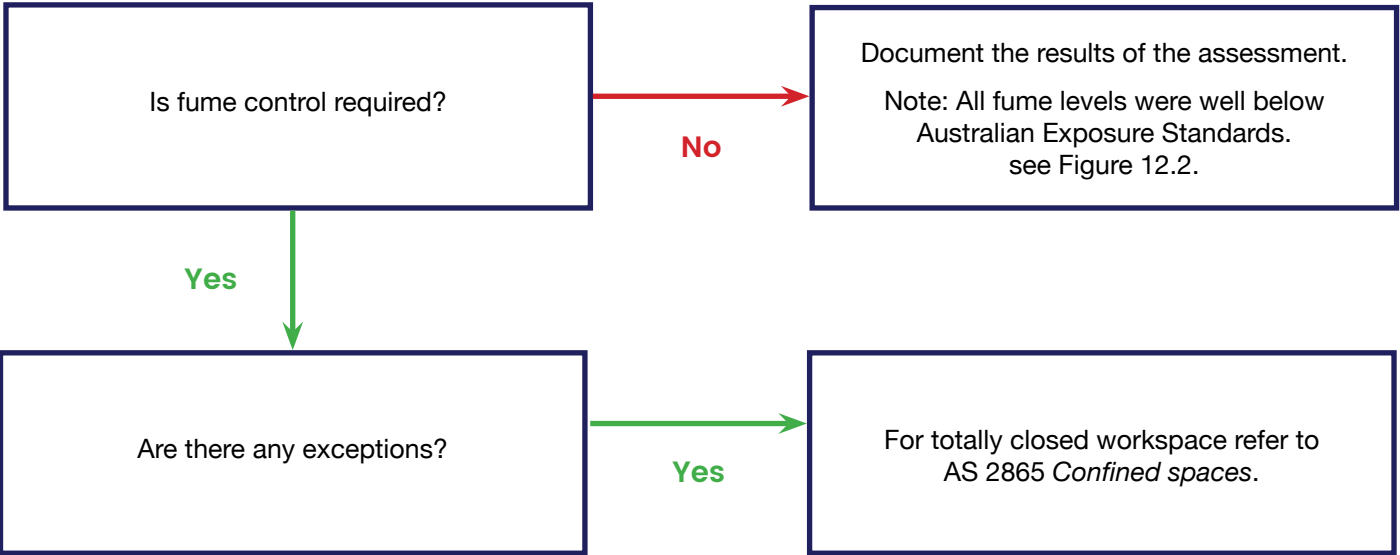 Is fume control required?
No
Document the results of the assessment.
Note: All fume levels were well below
Australian Exposure Standards.
see Figure 12.2.
Yes
Are there any exceptions?
Yes
For totally closed workspace refer to
AS 2865 Confined spaces.